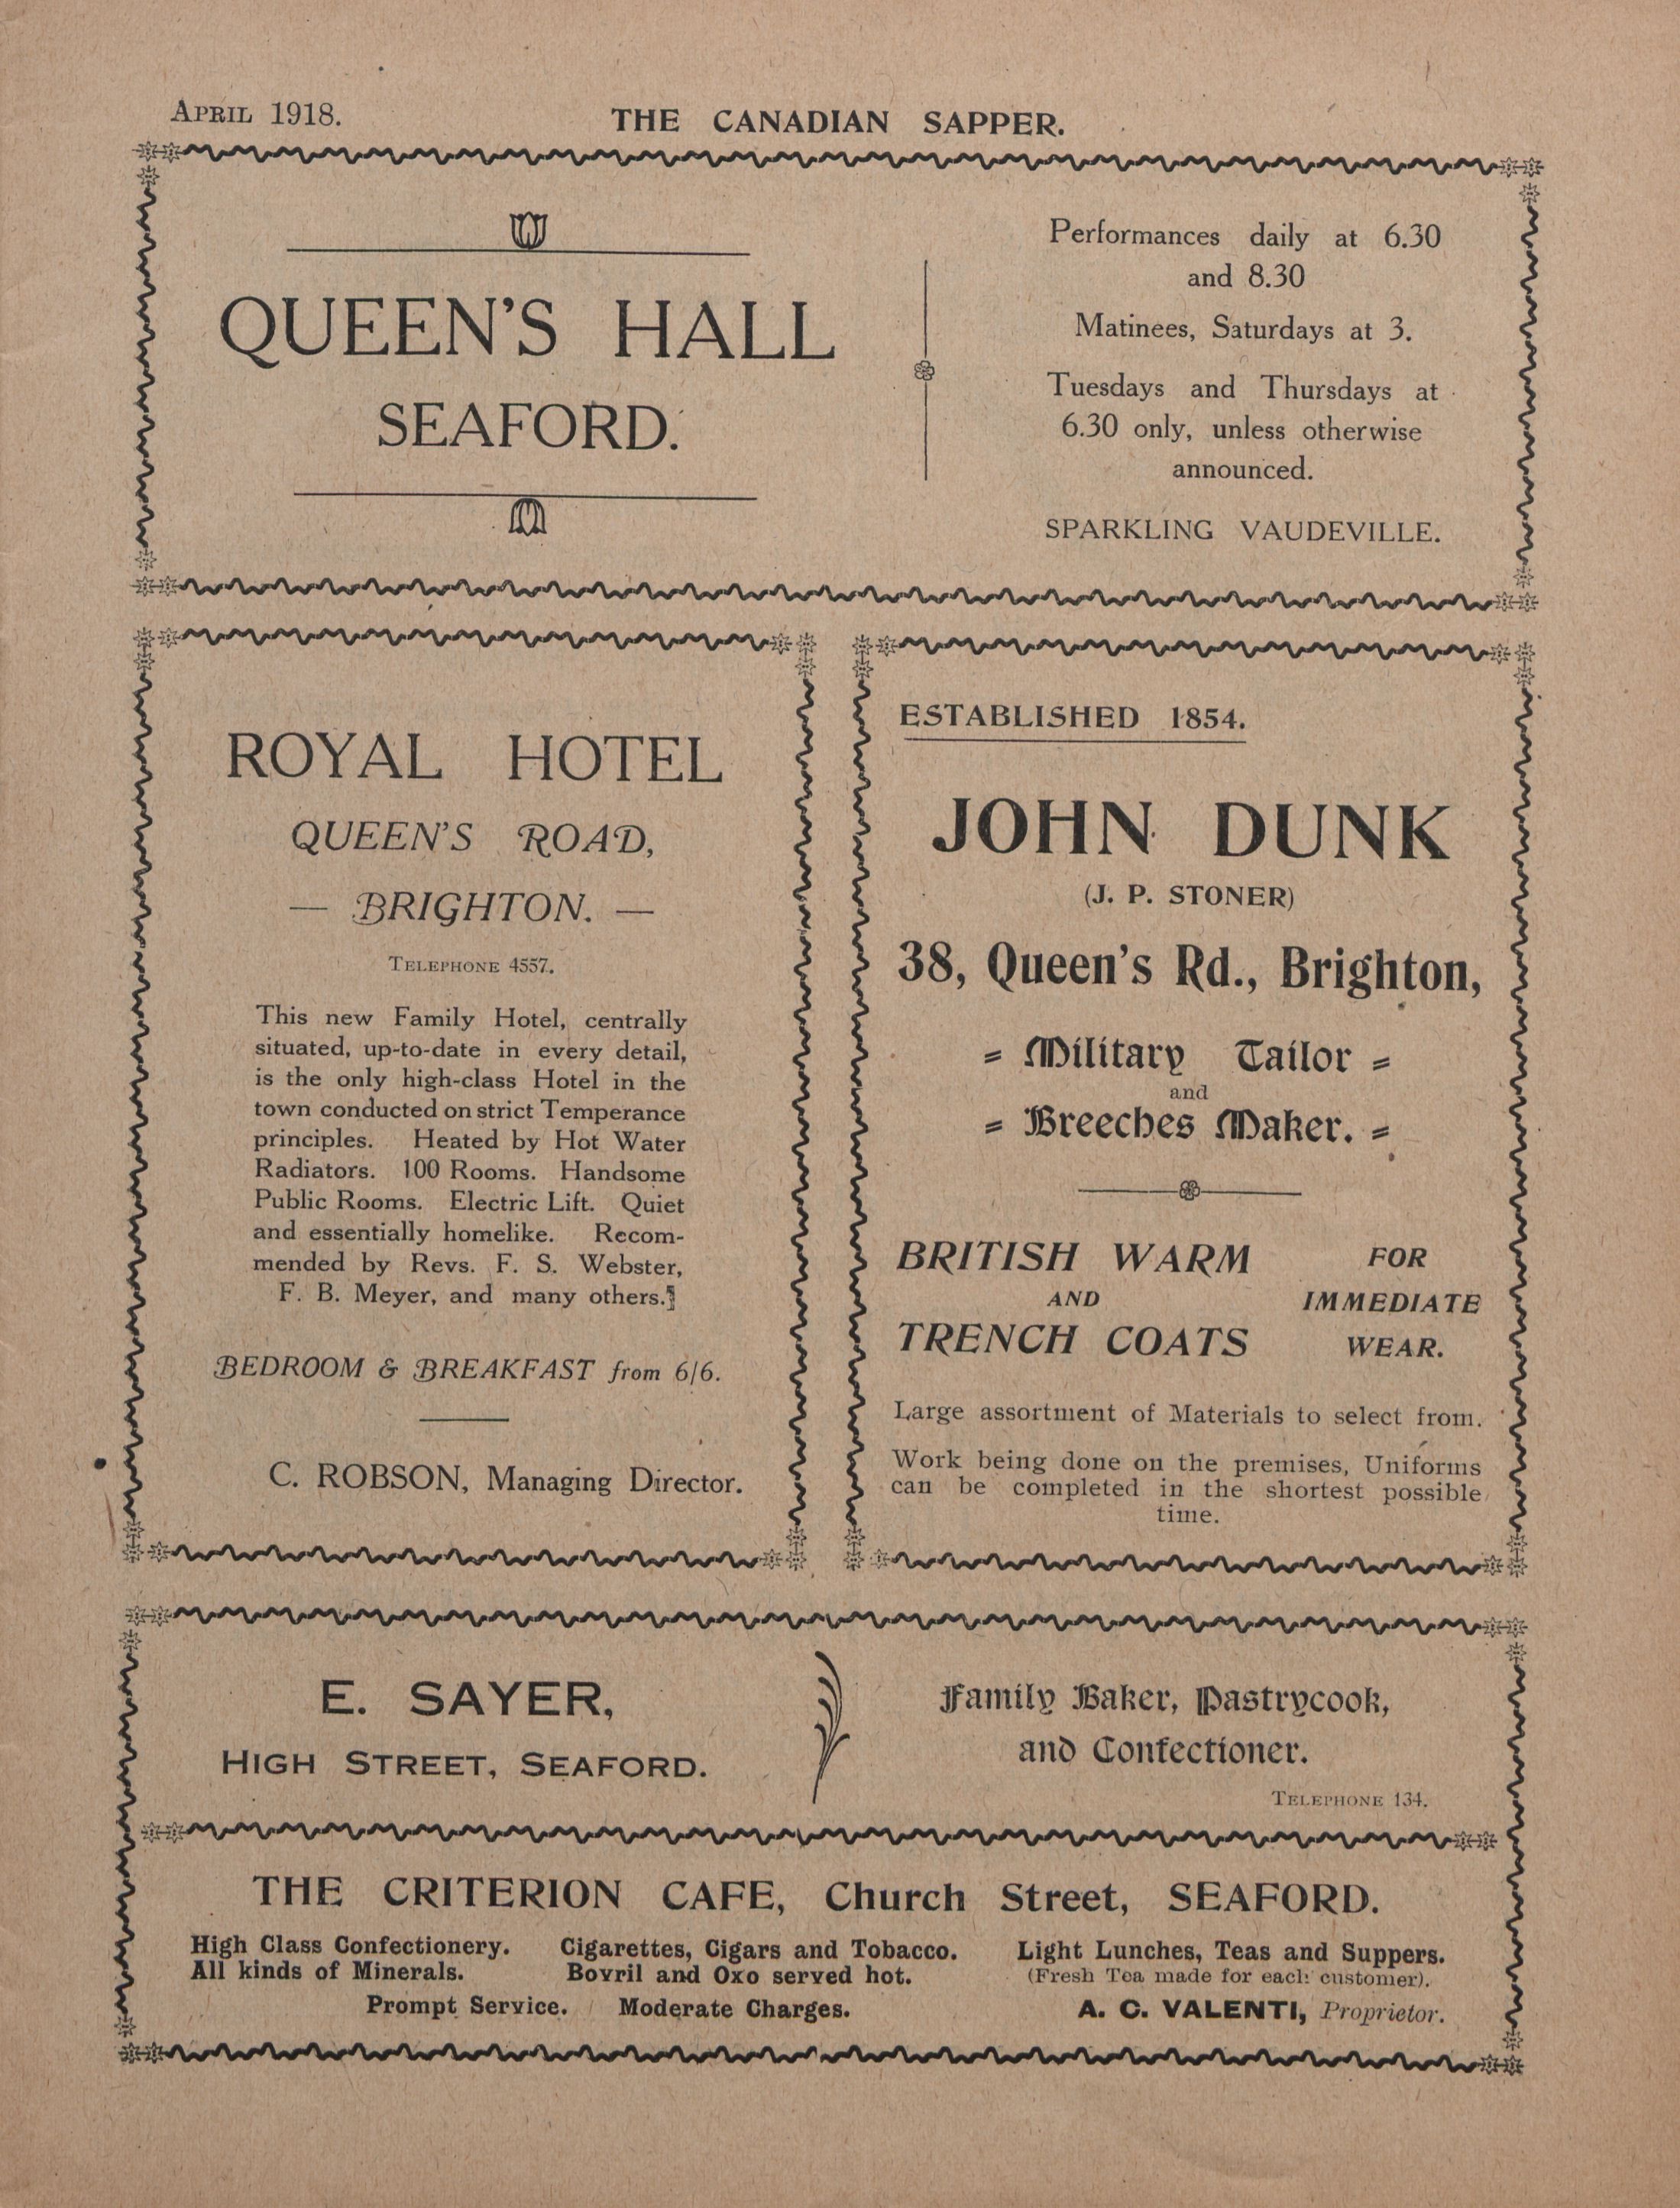 April 1918.
THE CANADIAN SAPPER.
QUEEN'S HALL
SEAFORD.
Performances daily at 6.30
and 8.30
Matinees, Saturdays at 3.
Tuesdays and Thursdays at
6.30 only, unless otherwise
announced.
SPARKLING VAUDEVILLE.
ROYAL HOTEL
QUEEN'S ROAD,
— BRIGHTON. —
Telephone 4557.
This new Family Hotel, centrally
situated, up-to-date in every detail,
is the only high-class Hotel in the
town conducted on strict Temperance
principles. Heated by Hot Water
Radiators. 100 Rooms. Handsome
Public Rooms. Electric Lift. Quiet
and essentially homelike. Recom-
mended by Revs. F. S. Webster,
F. B. Meyer, and many others.
BEDROOM & BREAKFAST from 6/6.
C. ROBSON, Managing Director.
ESTABLISHED 1854.
JOHN DUNK
(J. P. STONER)
38, Queen's Rd., Brighton,
= Military Tailor =
and
= Breeches Maker. =
BRITISH WARM
AND
TRENCH COATS
FOR
IMMEDIATE
WEAR.
Large assortment of Materials to select from.
Work being done on the premises, Uniforms
can be completed in the shortest possible
time.
E. SAYER,
High Street, Seaford.
Family Baker, Pastrycook,
and Confectioner.
Telephone 134.
THE CRITERION CAFE, Church Street, SEAFORD.
High Class Confectionery. Cigarettes, Cigars and Tobacco. Light Lunches, Teas and Suppers.
All kinds of Minerals. Bovril and Oxo served hot. (Fresh Tea made for each customer).
Prompt Service. Moderate Charges. A. C. VALENTI, Proprietor.